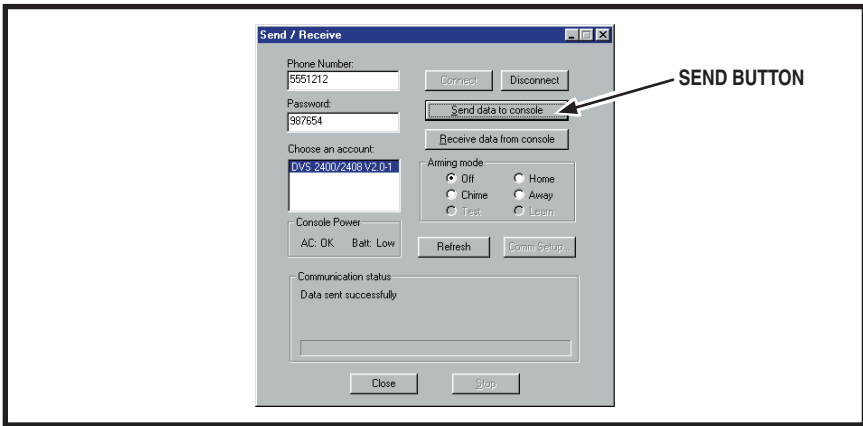 Send / Receive
Phone Number:
5551212
Connect
Disconnect
SEND BUTTON
Password:
987654
Send data to console
Receive data from console
Choose an account:
DVS 2400/2408 V2.0-1
Arming mode
Off
Home
Chime
Away
Test
Learn
Console Power
AC: OK Batt: Low
Refresh
Comm Setup...
Communication status
Data sent successfully
Close
Stop